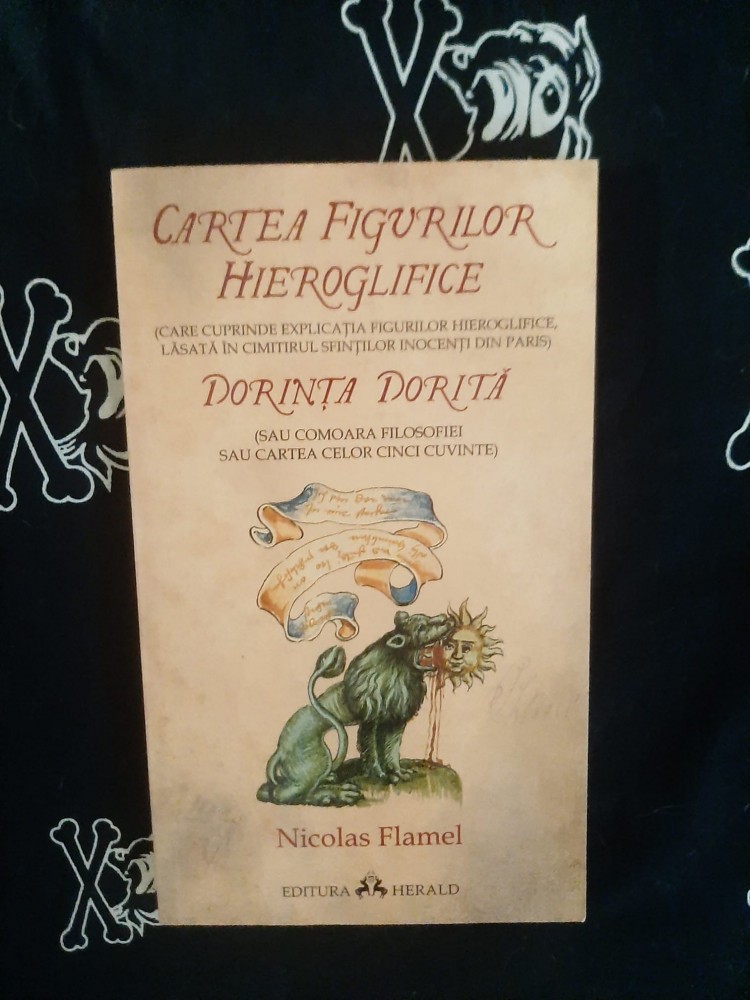 CARTEA FIGURILOR
HIEROGLIFICE
(CARE CUPRINDE EXPLICAȚIA FIGURILOR HIEROGLIFICE,
LĂSATĂ ÎN CIMITIRUL SFINȚILOR INOCENȚI DIN PARIS)
DORINȚA DORITĂ
(SAU COMOARA FILOSOFIEI
SAU CARTEA CELOR CINCI CUVINTE)
Nicolas Flamel
EDITURA HERALD